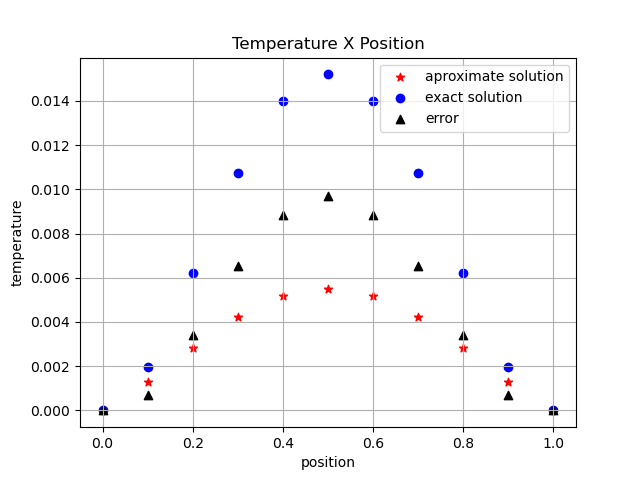 Temperature X Position
aproximate solution
exact solution
error
temperature
0.014
0.012
0.010
0.008
0.006
0.004
0.002
0.000
0.0 0.2 0.4 0.6 0.8 1.0
position